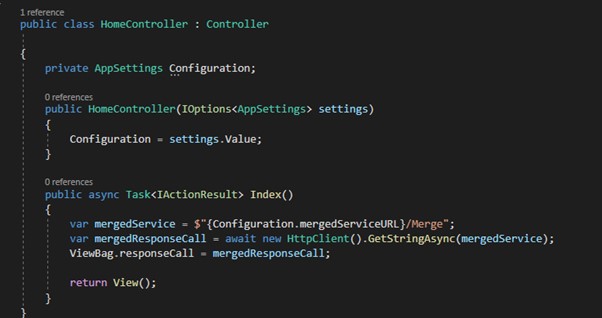 1 reference
public class HomeController : Controller
{
private AppSettings Configuration;
0 references
public HomeController(IOptions<AppSettings> settings)
{
Configuration = settings.Value;
}
0 references
public async Task<IActionResult> Index()
{
var mergedService = $"{Configuration.mergedServiceURL}/Merge";
var mergedResponseCall = await new HttpClient().GetStringAsync(mergedService);
ViewBag.responseCall = mergedResponseCall;
return View();
}
}